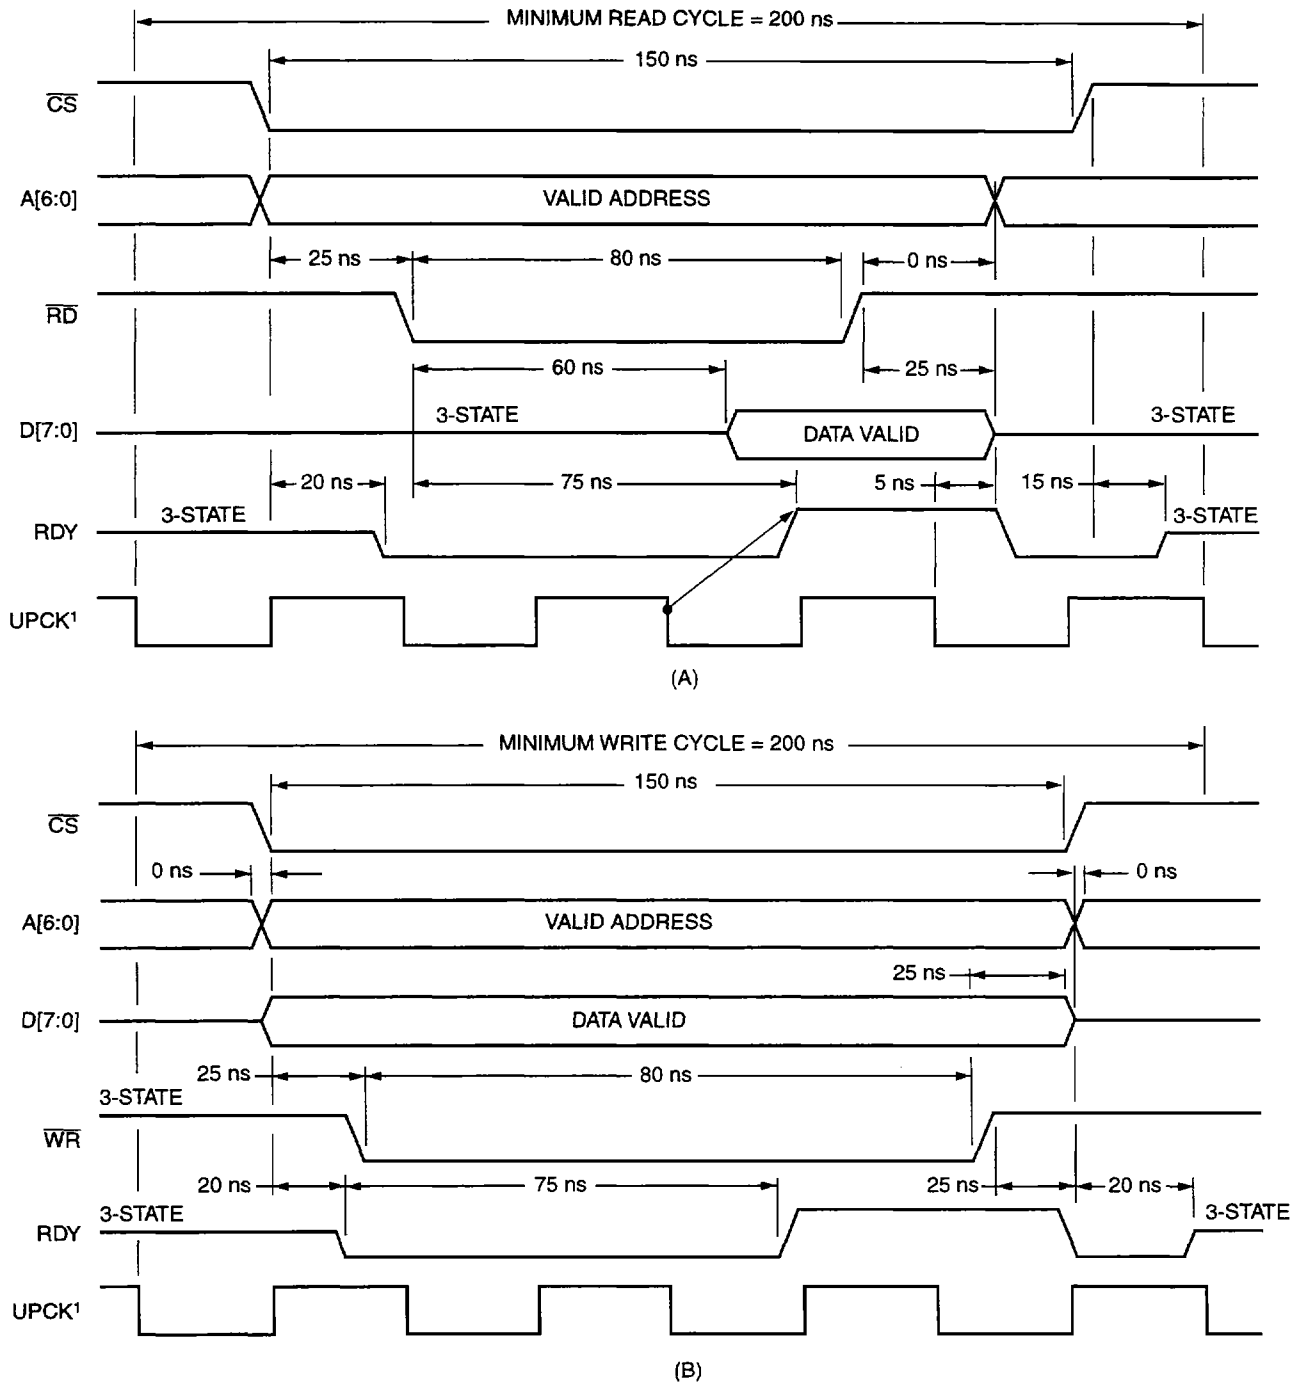 MINIMUM READ CYCLE = 200 ns
150 ns
CS
A[6:0]
VALID ADDRESS
25 ns
80 ns
0 ns
RD
60 ns
25 ns
3-STATE
3-STATE
D[7:0]
DATA VALID
20 ns
75 ns
5 ns
15 ns
3-STATE
3-STATE
RDY
UPCK¹
(A)
MINIMUM WRITE CYCLE = 200 ns
150 ns
CS
0 ns
0 ns
A[6:0]
VALID ADDRESS
25 ns
D[7:0]
DATA VALID
25 ns
80 ns
3-STATE
WR
20 ns
75 ns
25 ns
20 ns
3-STATE
3-STATE
RDY
UPCK¹
(B)